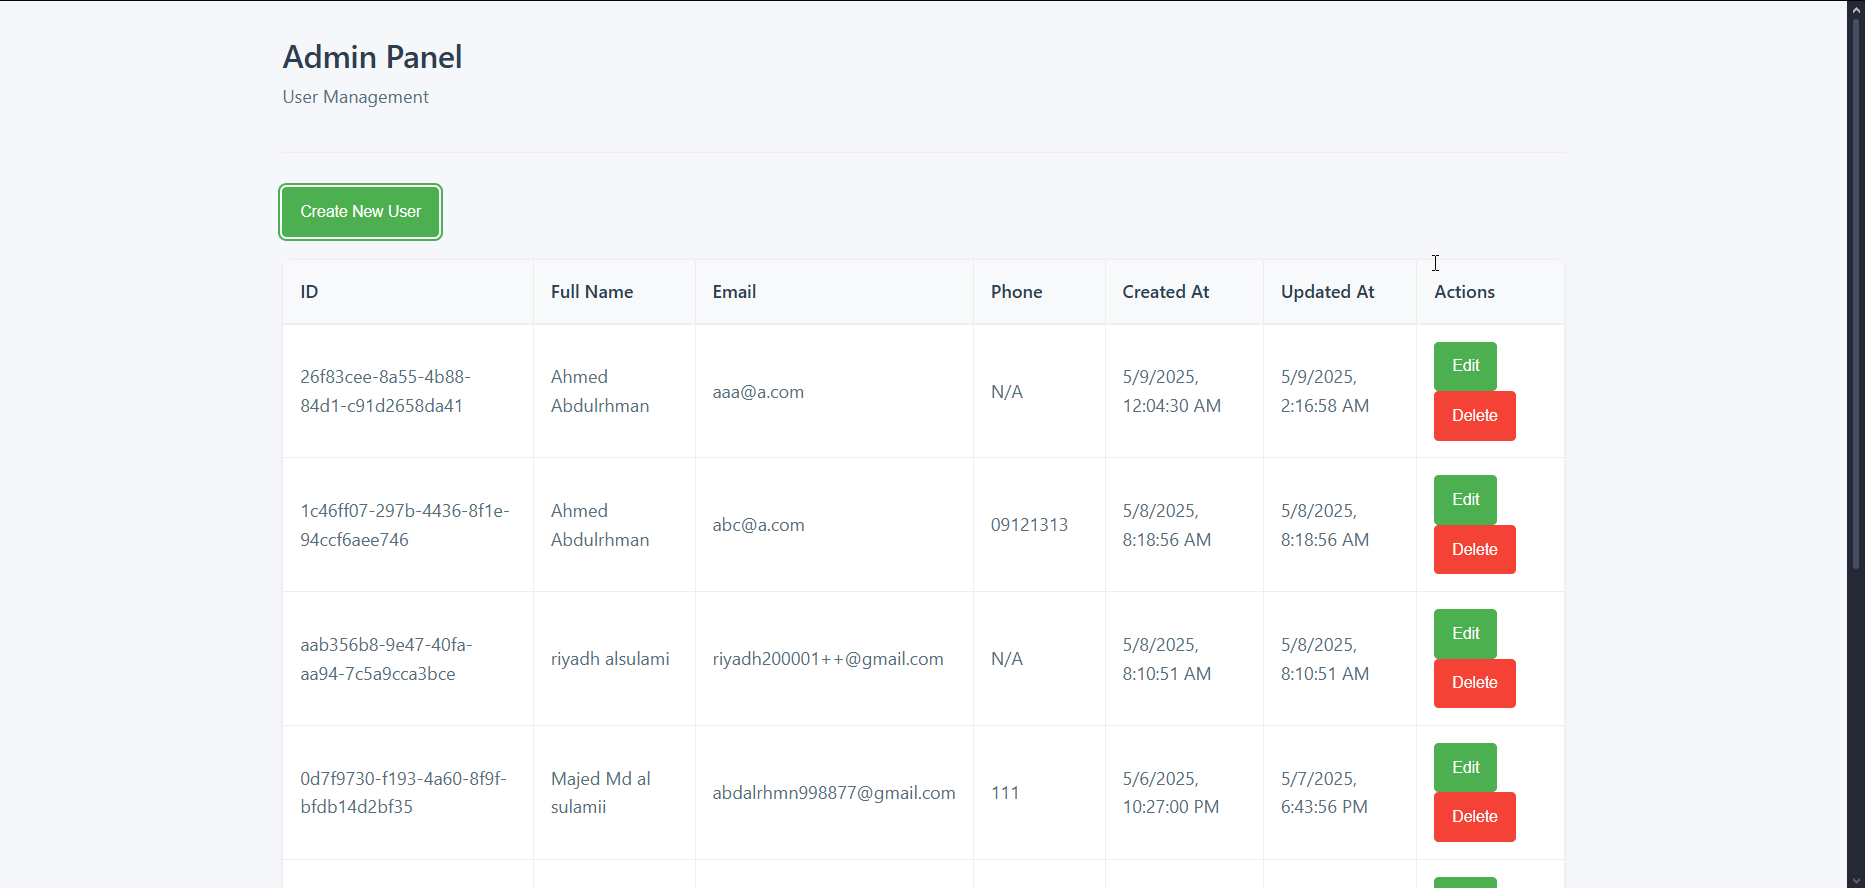 Admin Panel
User Management
Create New User
ID Full Name Email Phone Created At Updated At Actions
26f83cee-8a55-4b88-
84d1-c91d2658da41
Ahmed
Abdulrhman
aaa@a.com
N/A
5/9/2025,
12:04:30 AM
5/9/2025,
2:16:58 AM
Edit
Delete
1c46ff07-297b-4436-8f1e-
94ccf6aee746
Ahmed
Abdulrhman
abc@a.com
09121313
5/8/2025,
8:18:56 AM
5/8/2025,
8:18:56 AM
Edit
Delete
aab356b8-9e47-40fa-
aa94-7c5a9cca3bce
riyadh alsulami
riyadh200001++@gmail.com
N/A
5/8/2025,
8:10:51 AM
5/8/2025,
8:10:51 AM
Edit
Delete
0d7f9730-f193-4a60-8f9f-
bfdb14d2bf35
Majed Md al
sulamii
abdalrhmn998877@gmail.com
111
5/6/2025,
10:27:00 PM
5/7/2025,
6:43:56 PM
Edit
Delete